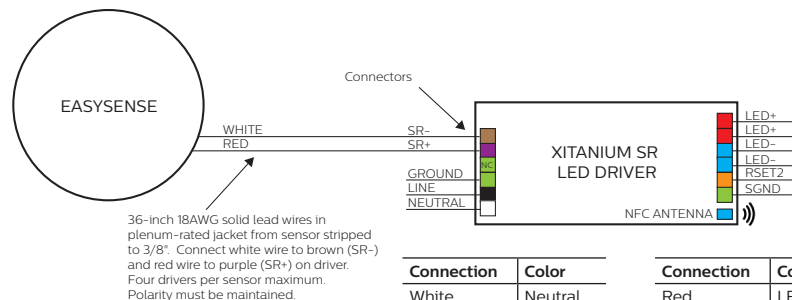 Connectors
EASYSENSE
WHITE
RED
SR-
SR+
NC
GROUND
LINE
NEUTRAL
XITANIUM SR
LED DRIVER
LED+
LED+
LED-
LED-
RSET2
SGND
NFC ANTENNA
36-inch 18AWG solid lead wires in
plenum-rated jacket from sensor stripped
to 3/8". Connect white wire to brown (SR-)
and red wire to purple (SR+) on driver.
Four drivers per sensor maximum.
Polarity must be maintained.
Connection Color
White Neutral
Connection
Red